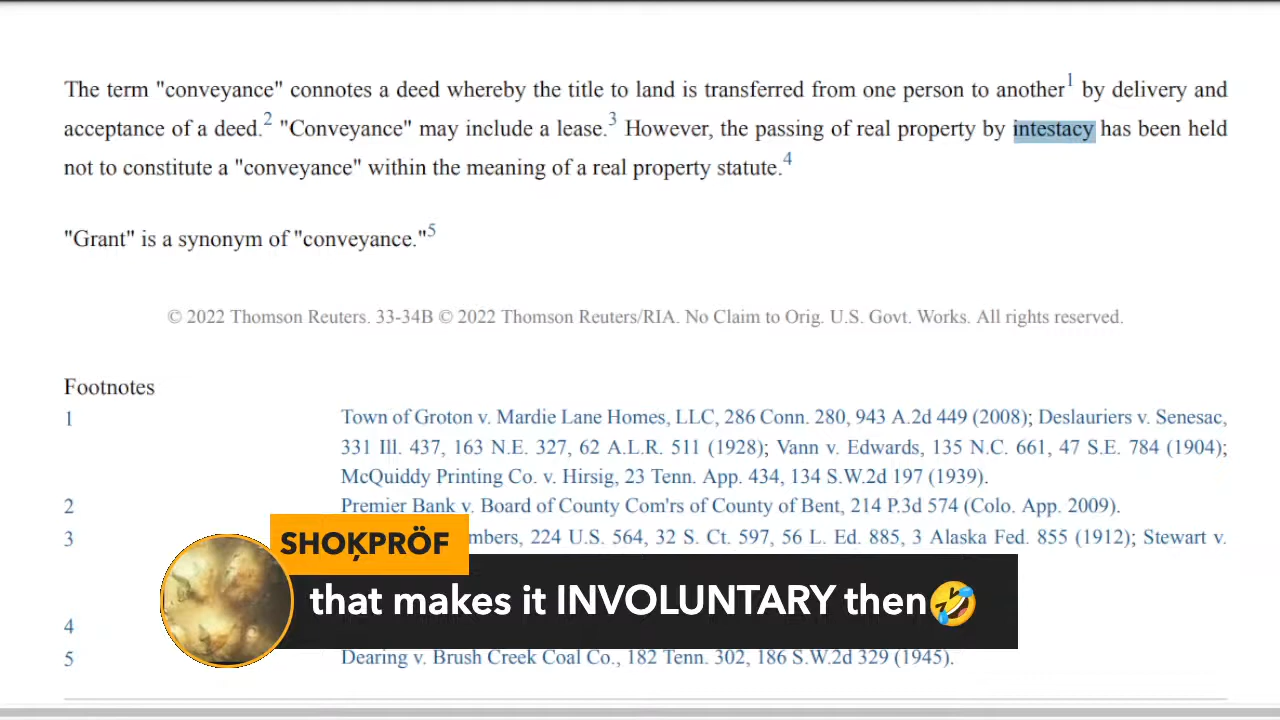 The term "conveyance" connotes a deed whereby the title to land is transferred from one person to another1 by delivery and
acceptance of a deed.2 "Conveyance" may include a lease.3 However, the passing of real property by intestacy has been held
not to constitute a "conveyance" within the meaning of a real property statute.4
"Grant" is a synonym of "conveyance."5
© 2022 Thomson Reuters. 33-34B © 2022 Thomson Reuters/RIA. No Claim to Orig. U.S. Govt. Works. All rights reserved.
Footnotes
1 Town of Groton v. Mardie Lane Homes, LLC, 286 Conn. 280, 943 A.2d 449 (2008); Deslauriers v. Senesac,
331 Ill. 437, 163 N.E. 327, 62 A.L.R. 511 (1928); Vann v. Edwards, 135 N.C. 661, 47 S.E. 784 (1904);
McQuiddy Printing Co. v. Hirsig, 23 Tenn. App. 434, 134 S.W.2d 197 (1939).
2 Premier Bank v. Board of County Com'rs of County of Bent, 214 P.3d 574 (Colo. App. 2009).
3 mbers, 224 U.S. 564, 32 S. Ct. 597, 56 L. Ed. 885, 3 Alaska Fed. 855 (1912); Stewart v.
SHOĶPRÖF
that makes it INVOLUNTARY then🤣
4
5 Dearing v. Brush Creek Coal Co., 182 Tenn. 302, 186 S.W.2d 329 (1945).